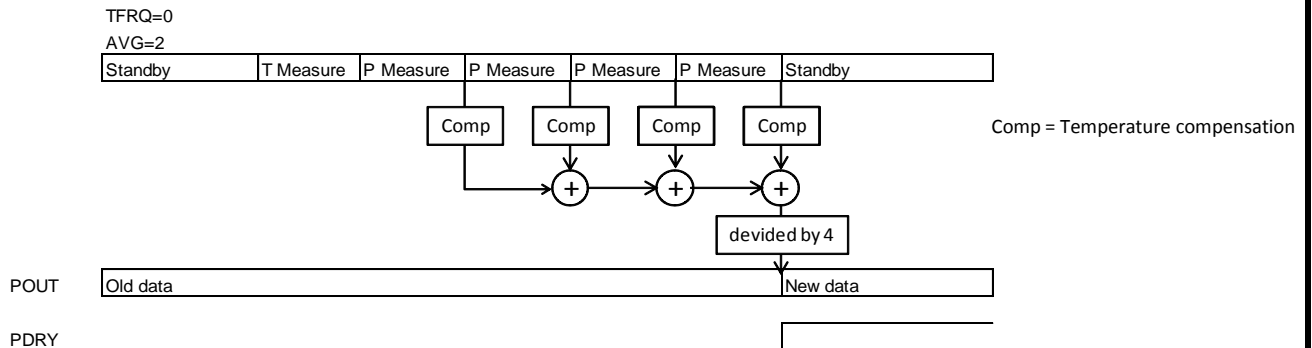 TFRQ=0
AVG=2
Standby T Measure P Measure P Measure P Measure P Measure Standby
Comp Comp Comp Comp Comp = Temperature compensation
+ + +
devided by 4
POUT Old data New data
PDRY